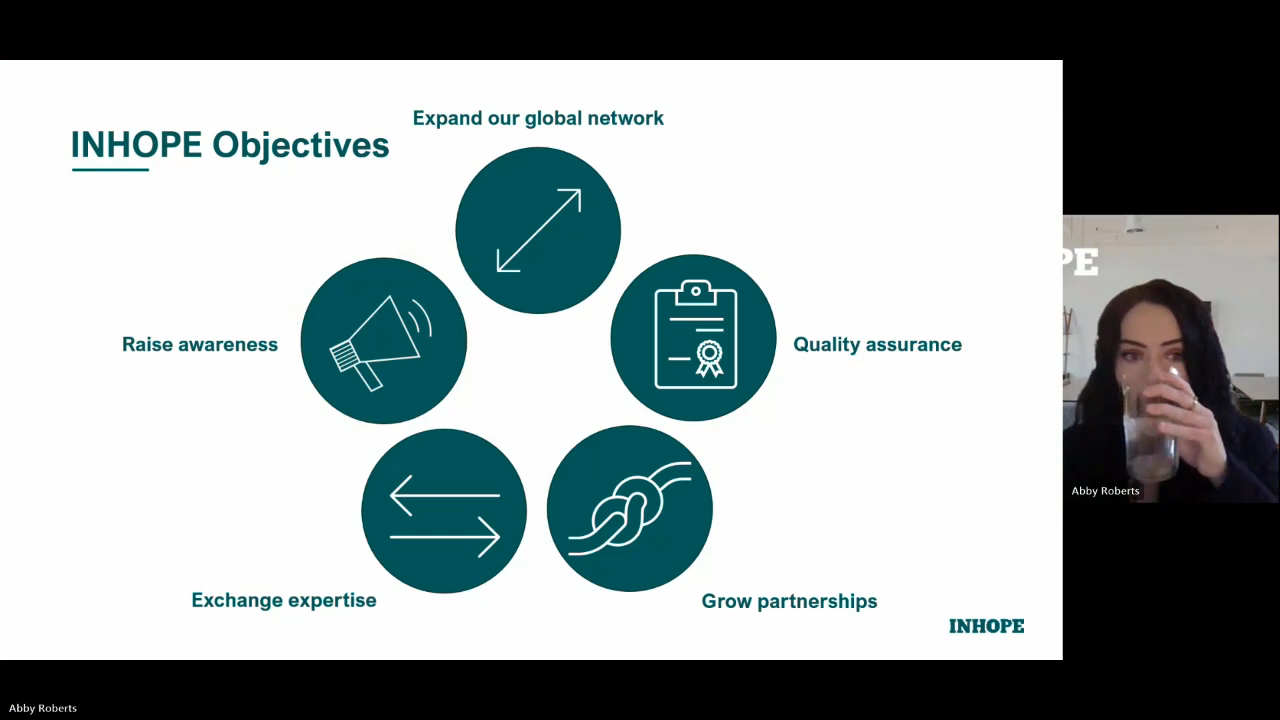 Expand our global network
INHOPE Objectives
Raise awareness
Quality assurance
Exchange expertise
Grow partnerships
INHOPE
PE
Abby Roberts
Abby Roberts